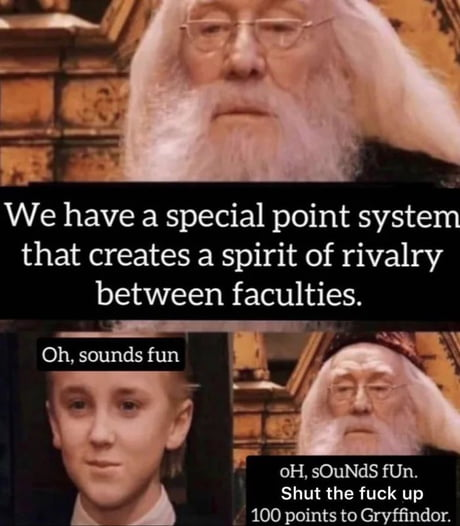 We have a special point system
that creates a spirit of rivalry
between faculties.
Oh, sounds fun
oH, sOuNdS fUn.
Shut the fuck up
100 points to Gryffindor.